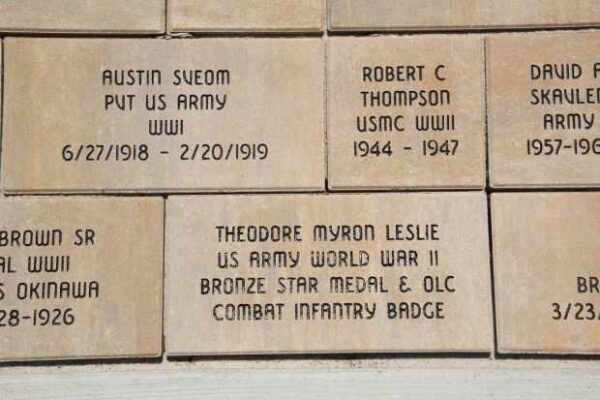 AUSTIN SVEOM
PVT US ARMY
WWI
6/27/1918 - 2/20/1919
ROBERT C
THOMPSON
USMC WWII
1944 - 1947
DAVID
ARMY
BROWN SR
WWII
OKINAWA
THEODORE MYRON LESLIE
US ARMY WORLD WAR II
BRONZE STAR MEDAL & OLC
COMBAT INFANTRY BADGE